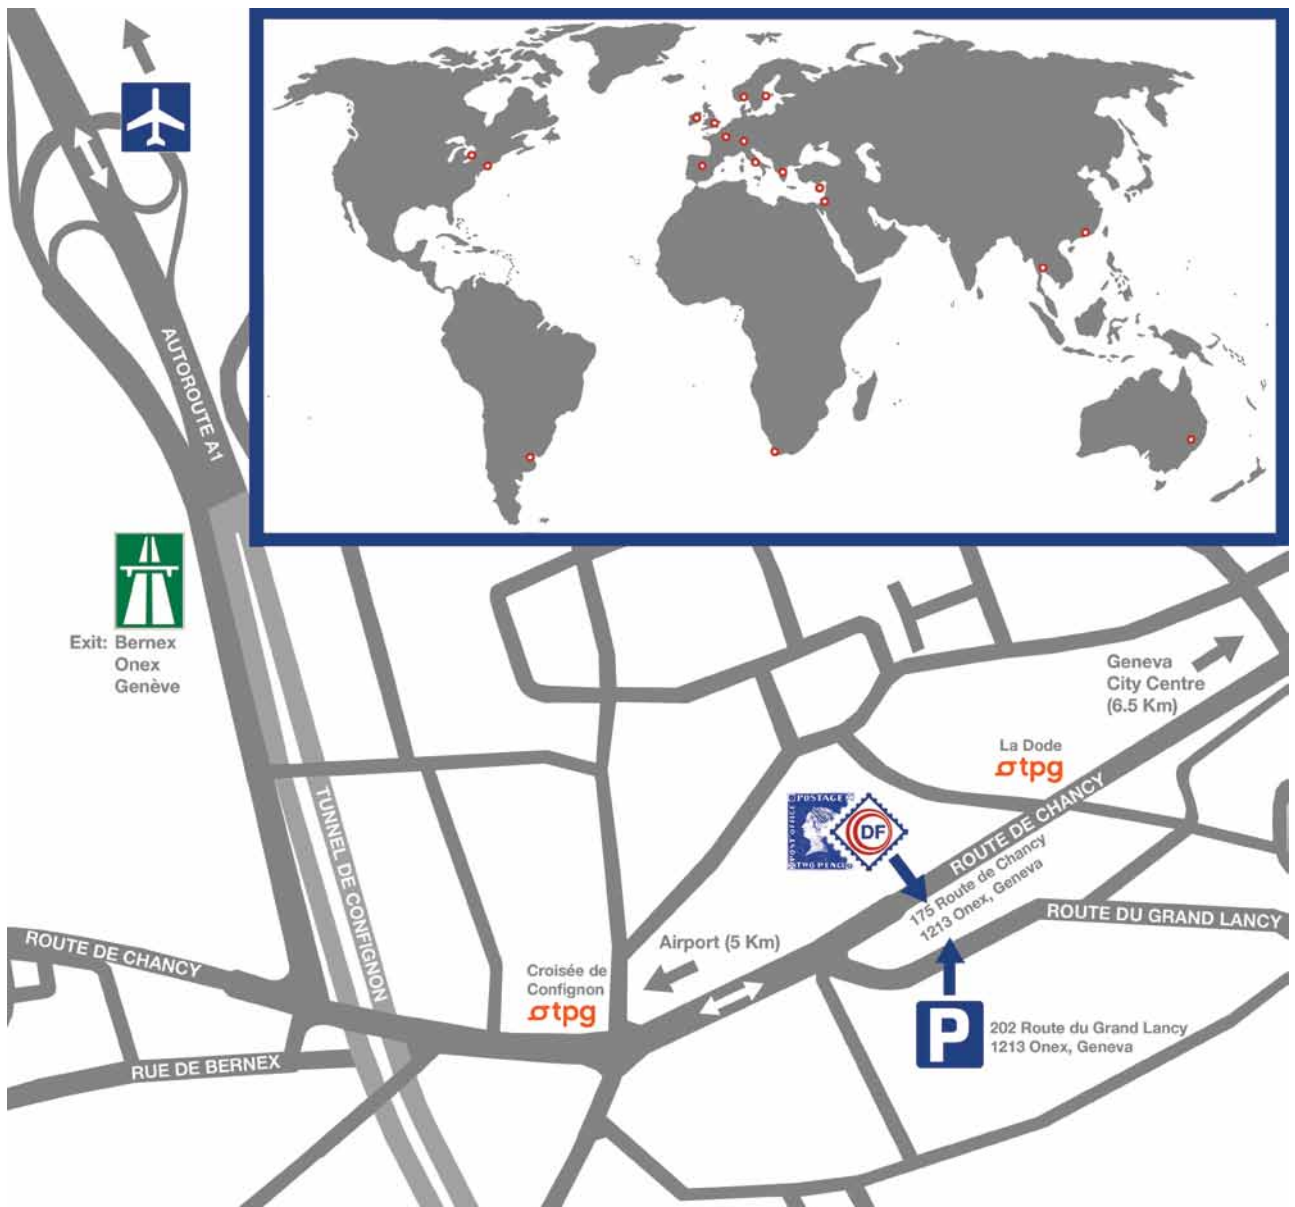 AUTOROUTE A1
Exit: Bernex
Onex
Genève
TUNNEL DE CONFIGNON
Geneva
City Centre
(6.5 Km)
La Dode
tpg
POSTAGE
POST OFFICE
TWO PENCE
DF
ROUTE DE CHANCY
175 Route de Chancy
1213 Onex, Geneva
ROUTE DU GRAND LANCY
Airport (5 Km)
ROUTE DE CHANCY
Croisée de
Confignon
tpg
P
202 Route du Grand Lancy
1213 Onex, Geneva
RUE DE BERNEX